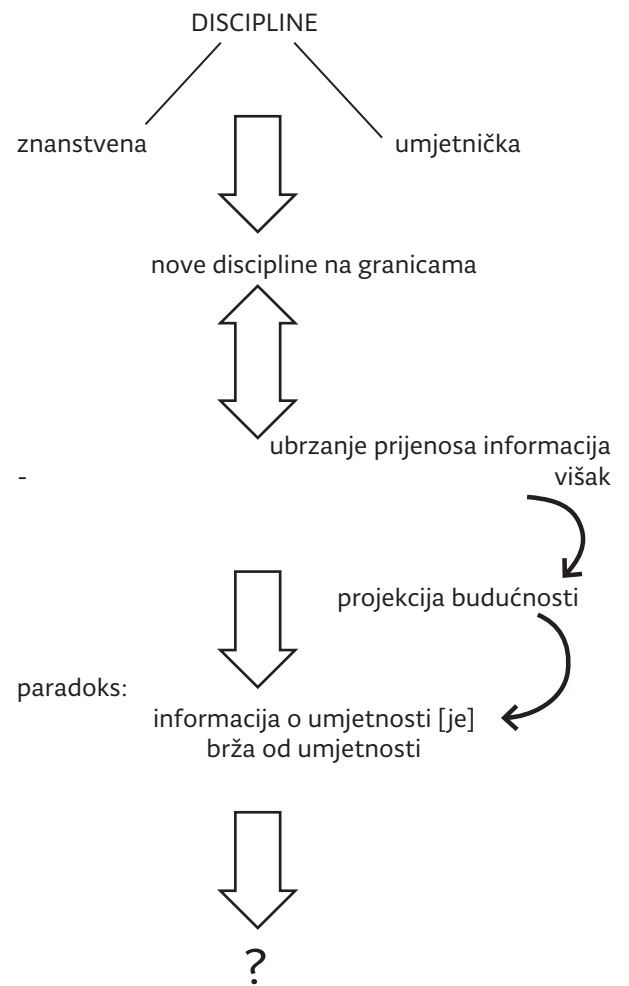 DISCIPLINE
znanstvena
umjetnička
nove discipline na granicama
ubrzanje prijenosa informacija
- višak
projekcija budućnosti
paradoks:
informacija o umjetnosti [je]
brža od umjetnosti
?